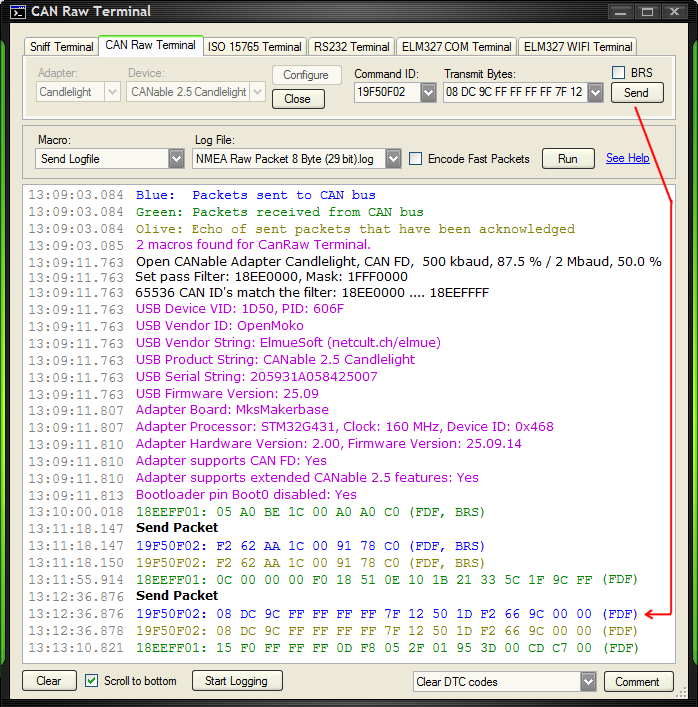 CAN Raw Terminal
Sniff Terminal CAN Raw Terminal ISO 15765 Terminal RS232 Terminal ELM327 COM Terminal ELM327 WIFI Terminal
Adapter: Device: Configure Command ID: Transmit Bytes: BRS
Candlelight CANable 2.5 Candlelight Close 19F50F02 08 DC 9C FF FF FF FF 7F 12 Send
Macro: Log File:
Send Logfile NMEA Raw Packet 8 Byte (29 bit).log Encode Fast Packets Run See Help
13:09:03.084 Blue: Packets sent to CAN bus
13:09:03.084 Green: Packets received from CAN bus
13:09:03.084 Olive: Echo of sent packets that have been acknowledged
13:09:03.085 2 macros found for CanRaw Terminal.
13:09:11.763 Open CANable Adapter Candlelight, CAN FD, 500 kbaud, 87.5 % / 2 Mbaud, 50.0 %
13:09:11.763 Set pass Filter: 18EE0000, Mask: 1FFF0000
13:09:11.763 65536 CAN ID's match the filter: 18EE0000 .... 18EEFFFF
13:09:11.763 USB Device VID: 1D50, PID: 606F
13:09:11.763 USB Vendor ID: OpenMoko
13:09:11.763 USB Vendor String: ElmueSoft (netcult.ch/elmue)
13:09:11.763 USB Product String: CANable 2.5 Candlelight
13:09:11.763 USB Serial String: 205931A058425007
13:09:11.763 USB Firmware Version: 25.09
13:09:11.807 Adapter Board: MksMakerbase
13:09:11.807 Adapter Processor: STM32G431, Clock: 160 MHz, Device ID: 0x468
13:09:11.810 Adapter Hardware Version: 2.00, Firmware Version: 25.09.14
13:09:11.810 Adapter supports CAN FD: Yes
13:09:11.810 Adapter supports extended CANable 2.5 features: Yes
13:09:11.813 Bootloader pin Boot0 disabled: Yes
13:10:00.018 18EEFF01: 05 A0 BE 1C 00 A0 A0 C0 (FDF, BRS)
13:11:18.147 Send Packet
13:11:18.147 19F50F02: F2 62 AA 1C 00 91 78 C0 (FDF, BRS)
13:11:18.150 19F50F02: F2 62 AA 1C 00 91 78 C0 (FDF, BRS)
13:11:55.914 18EEFF01: 0C 00 00 00 F0 18 51 0E 10 1B 21 33 5C 1F 9C FF (FDF)
13:12:36.876 Send Packet
13:12:36.876 19F50F02: 08 DC 9C FF FF FF FF 7F 12 50 1D F2 66 9C 00 00 (FDF)
13:12:36.878 19F50F02: 08 DC 9C FF FF FF FF 7F 12 50 1D F2 66 9C 00 00 (FDF)
13:13:10.821 18EEFF01: 15 F0 FF FF FF 0D F8 05 2F 01 95 3D 00 CD C7 00 (FDF)
Clear Scroll to bottom Start Logging Clear DTC codes Comment